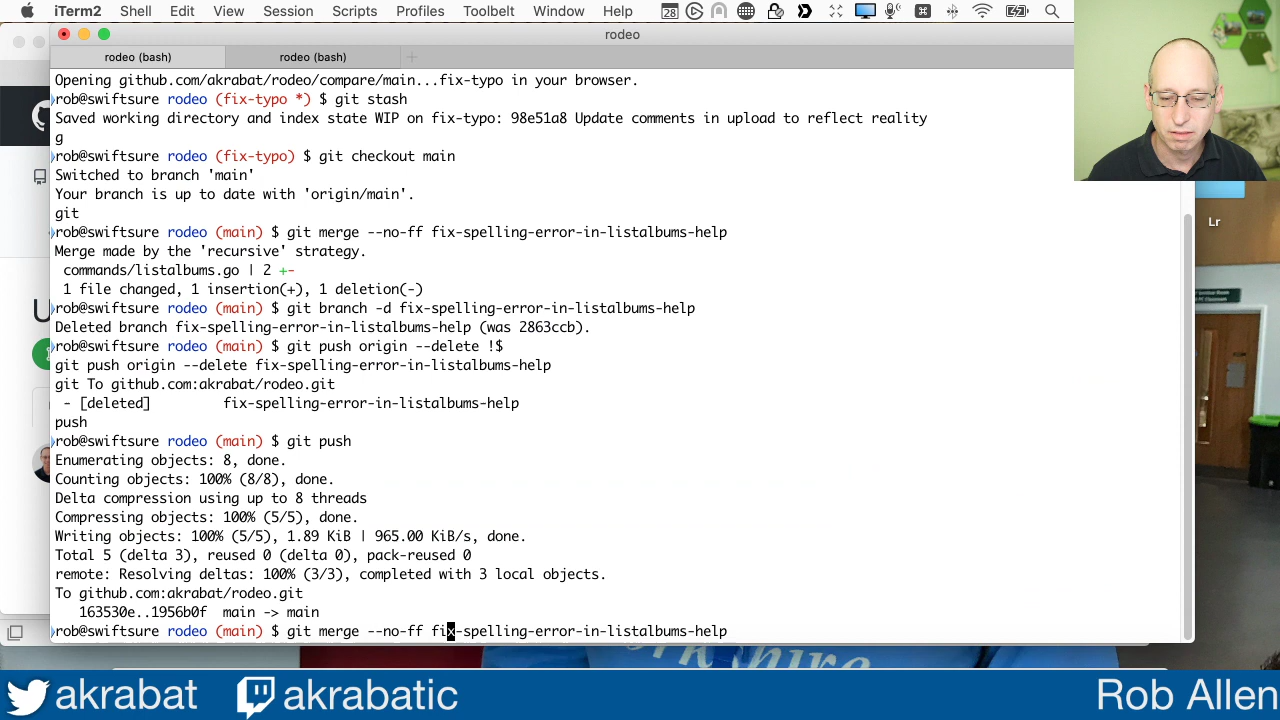 iTerm2 Shell Edit View Session Scripts Profiles Toolbelt Window Help 28
rodeo
rodeo (bash) rodeo (bash)
Opening github.com/akrabat/rodeo/compare/main...fix-typo in your browser.
rob@swiftsure rodeo (fix-typo *) $ git stash
Saved working directory and index state WIP on fix-typo: 98e51a8 Update comments in upload to reflect reality
g
rob@swiftsure rodeo (fix-typo) $ git checkout main
Switched to branch 'main'
Your branch is up to date with 'origin/main'.
git
rob@swiftsure rodeo (main) $ git merge --no-ff fix-spelling-error-in-listalbums-help
Merge made by the 'recursive' strategy.
commands/listalbums.go | 2 +-
1 file changed, 1 insertion(+), 1 deletion(-)
rob@swiftsure rodeo (main) $ git branch -d fix-spelling-error-in-listalbums-help
Deleted branch fix-spelling-error-in-listalbums-help (was 2863ccb).
rob@swiftsure rodeo (main) $ git push origin --delete !$
git push origin --delete fix-spelling-error-in-listalbums-help
git To github.com:akrabat/rodeo.git
- [deleted] fix-spelling-error-in-listalbums-help
push
rob@swiftsure rodeo (main) $ git push
Enumerating objects: 8, done.
Counting objects: 100% (8/8), done.
Delta compression using up to 8 threads
Compressing objects: 100% (5/5), done.
Writing objects: 100% (5/5), 1.89 KiB | 965.00 KiB/s, done.
Total 5 (delta 3), reused 0 (delta 0), pack-reused 0
remote: Resolving deltas: 100% (3/3), completed with 3 local objects.
To github.com:akrabat/rodeo.git
163530e..1956b0f main -> main
rob@swiftsure rodeo (main) $ git merge --no-ff fix-spelling-error-in-listalbums-help
Lr
akrabat akrabatic Rob Allen